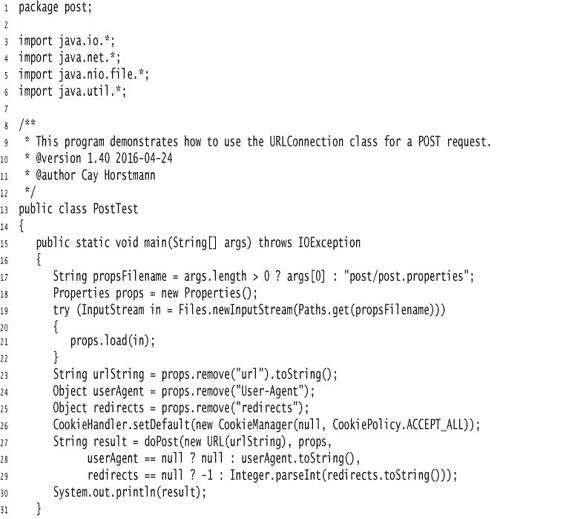 1 package post;
2
3 import java.io.*;
4 import java.net.*;
5 import java.nio.file.*;
6 import java.util.*;
7
8 /**
9  * This program demonstrates how to use the URLConnection class for a POST request.
10  * @version 1.40 2016-04-24
11  * @author Cay Horstmann
12  */
13 public class PostTest
14 {
15    public static void main(String[] args) throws IOException
16    {
17       String propsFilename = args.length > 0 ? args[0] : "post/post.properties";
18       Properties props = new Properties();
19       try (InputStream in = Files.newInputStream(Paths.get(propsFilename)))
20       {
21          props.load(in);
22       }
23       String urlString = props.remove("url").toString();
24       Object userAgent = props.remove("User-Agent");
25       Object redirects = props.remove("redirects");
26       CookieHandler.setDefault(new CookieManager(null, CookiePolicy.ACCEPT_ALL));
27       String result = doPost(new URL(urlString), props,
28             userAgent == null ? null : userAgent.toString(),
29             redirects == null ? -1 : Integer.parseInt(redirects.toString()));
30       System.out.println(result);
31    }